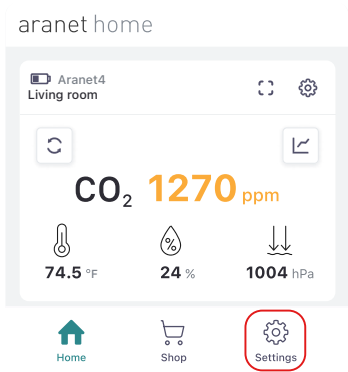 aranet home
Aranet4
Living room
CO2 1270 ppm
%
74.5 °F 24 % 1004 hPa
Home Shop Settings